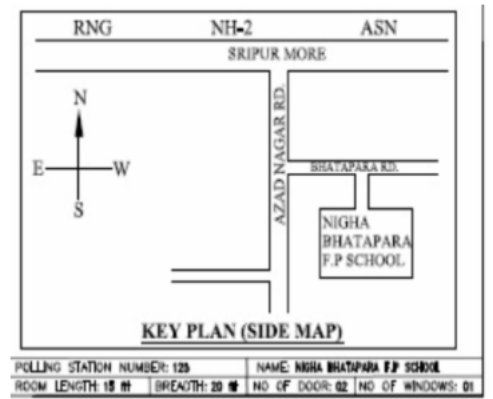 RNG NH-2 ASN
SRIPUR MORE
N
E W
S
AZAD NAGAR RD.
BHATAPARA RD.
NIGHA
BHATAPARA
F.P SCHOOL
KEY PLAN (SIDE MAP)
POLLING STATION NUMBER: 125 NAME: NIGHA BHATAPARA F.P SCHOOL
ROOM LENGTH: 15 ft BREADTH: 20 ft NO OF DOOR: 02 NO OF WINDOWS: 01